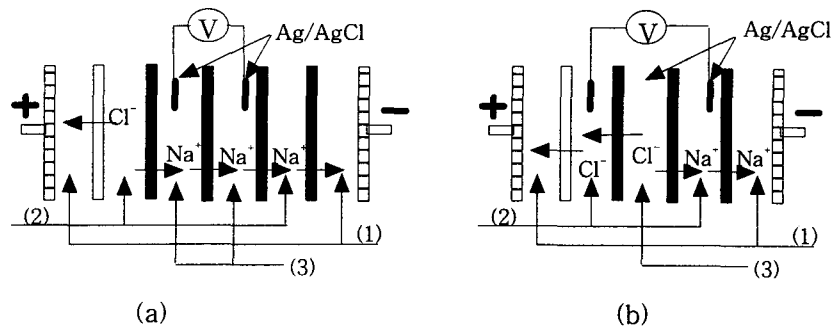 V
Ag/AgCl
+
−
Cl⁻
Na⁺
Na⁺
Na⁺
(2)
(1)
(3)
(a)
V
Ag/AgCl
+
−
Cl⁻
Cl⁻
Na⁺
Na⁺
(2)
(1)
(3)
(b)